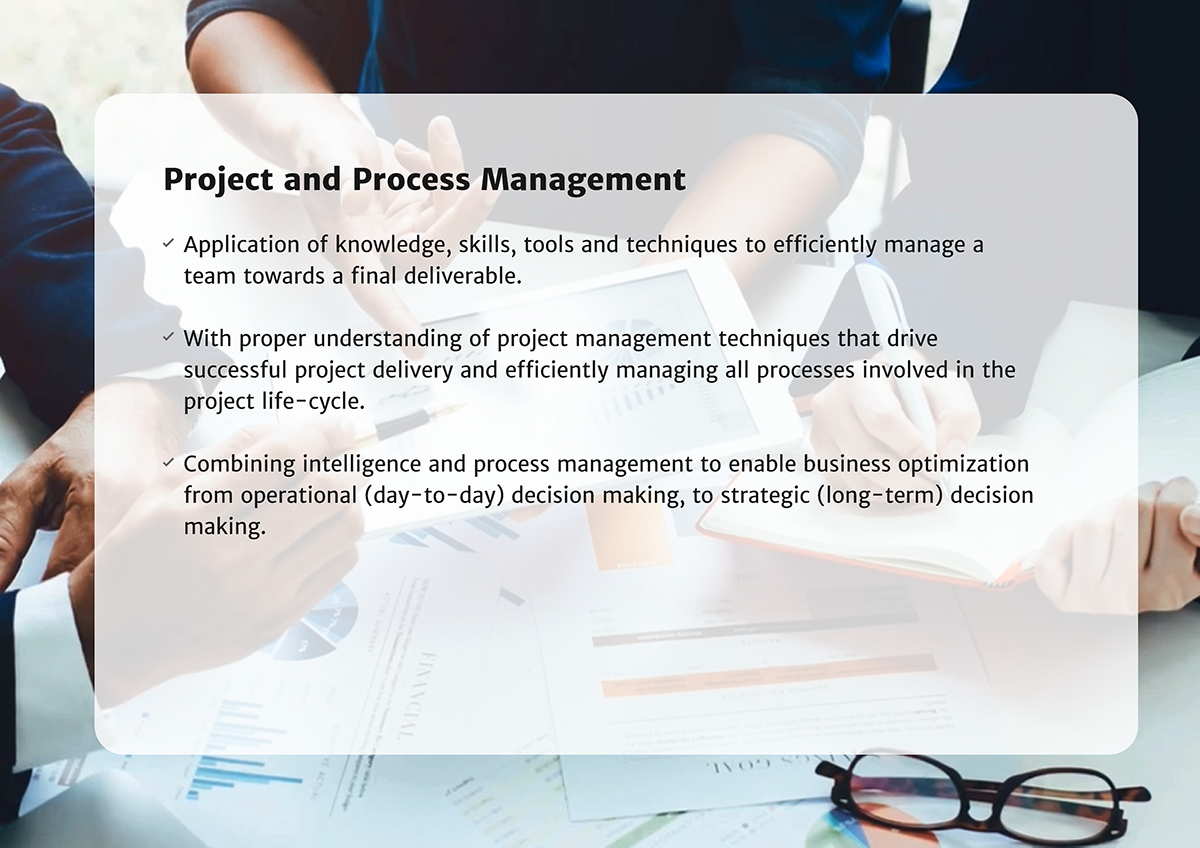 Project and Process Management
Application of knowledge, skills, tools and techniques to efficiently manage a
team towards a final deliverable.
With proper understanding of project management techniques that drive
successful project delivery and efficiently managing all processes involved in the
project life-cycle.
Combining intelligence and process management to enable business optimization
from operational (day-to-day) decision making, to strategic (long-term) decision
making.
FINANCIAL